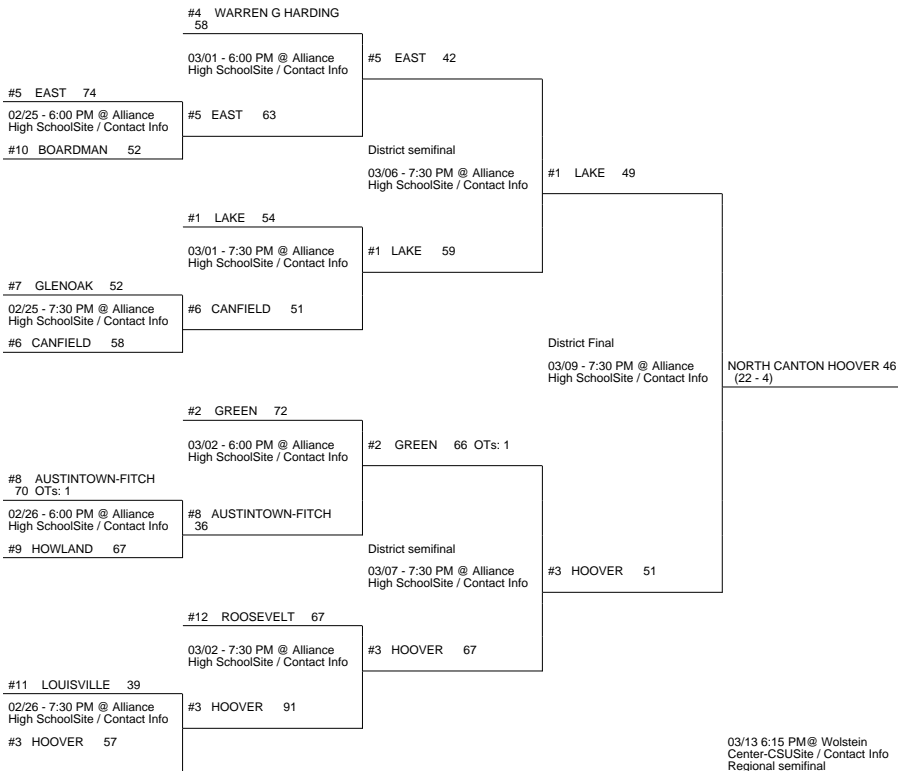 #4 WARREN G HARDING
58
03/01 - 6:00 PM @ Alliance
High SchoolSite / Contact Info
#5 EAST 42
#5 EAST 74
02/25 - 6:00 PM @ Alliance
High SchoolSite / Contact Info
#5 EAST 63
#10 BOARDMAN 52
District semifinal
03/06 - 7:30 PM @ Alliance
High SchoolSite / Contact Info
#1 LAKE 49
#1 LAKE 54
03/01 - 7:30 PM @ Alliance
High SchoolSite / Contact Info
#1 LAKE 59
#7 GLENOAK 52
02/25 - 7:30 PM @ Alliance
High SchoolSite / Contact Info
#6 CANFIELD 51
#6 CANFIELD 58
District Final
03/09 - 7:30 PM @ Alliance
High SchoolSite / Contact Info
NORTH CANTON HOOVER 46
(22 - 4)
#2 GREEN 72
03/02 - 6:00 PM @ Alliance
High SchoolSite / Contact Info
#2 GREEN 66 OTs: 1
#8 AUSTINTOWN-FITCH
70 OTs: 1
02/26 - 6:00 PM @ Alliance
High SchoolSite / Contact Info
#8 AUSTINTOWN-FITCH
36
#9 HOWLAND 67
District semifinal
03/07 - 7:30 PM @ Alliance
High SchoolSite / Contact Info
#3 HOOVER 51
#12 ROOSEVELT 67
03/02 - 7:30 PM @ Alliance
High SchoolSite / Contact Info
#3 HOOVER 67
#11 LOUISVILLE 39
02/26 - 7:30 PM @ Alliance
High SchoolSite / Contact Info
#3 HOOVER 91
#3 HOOVER 57
03/13 6:15 PM@ Wolstein
Center-CSUSite / Contact Info
Regional semifinal